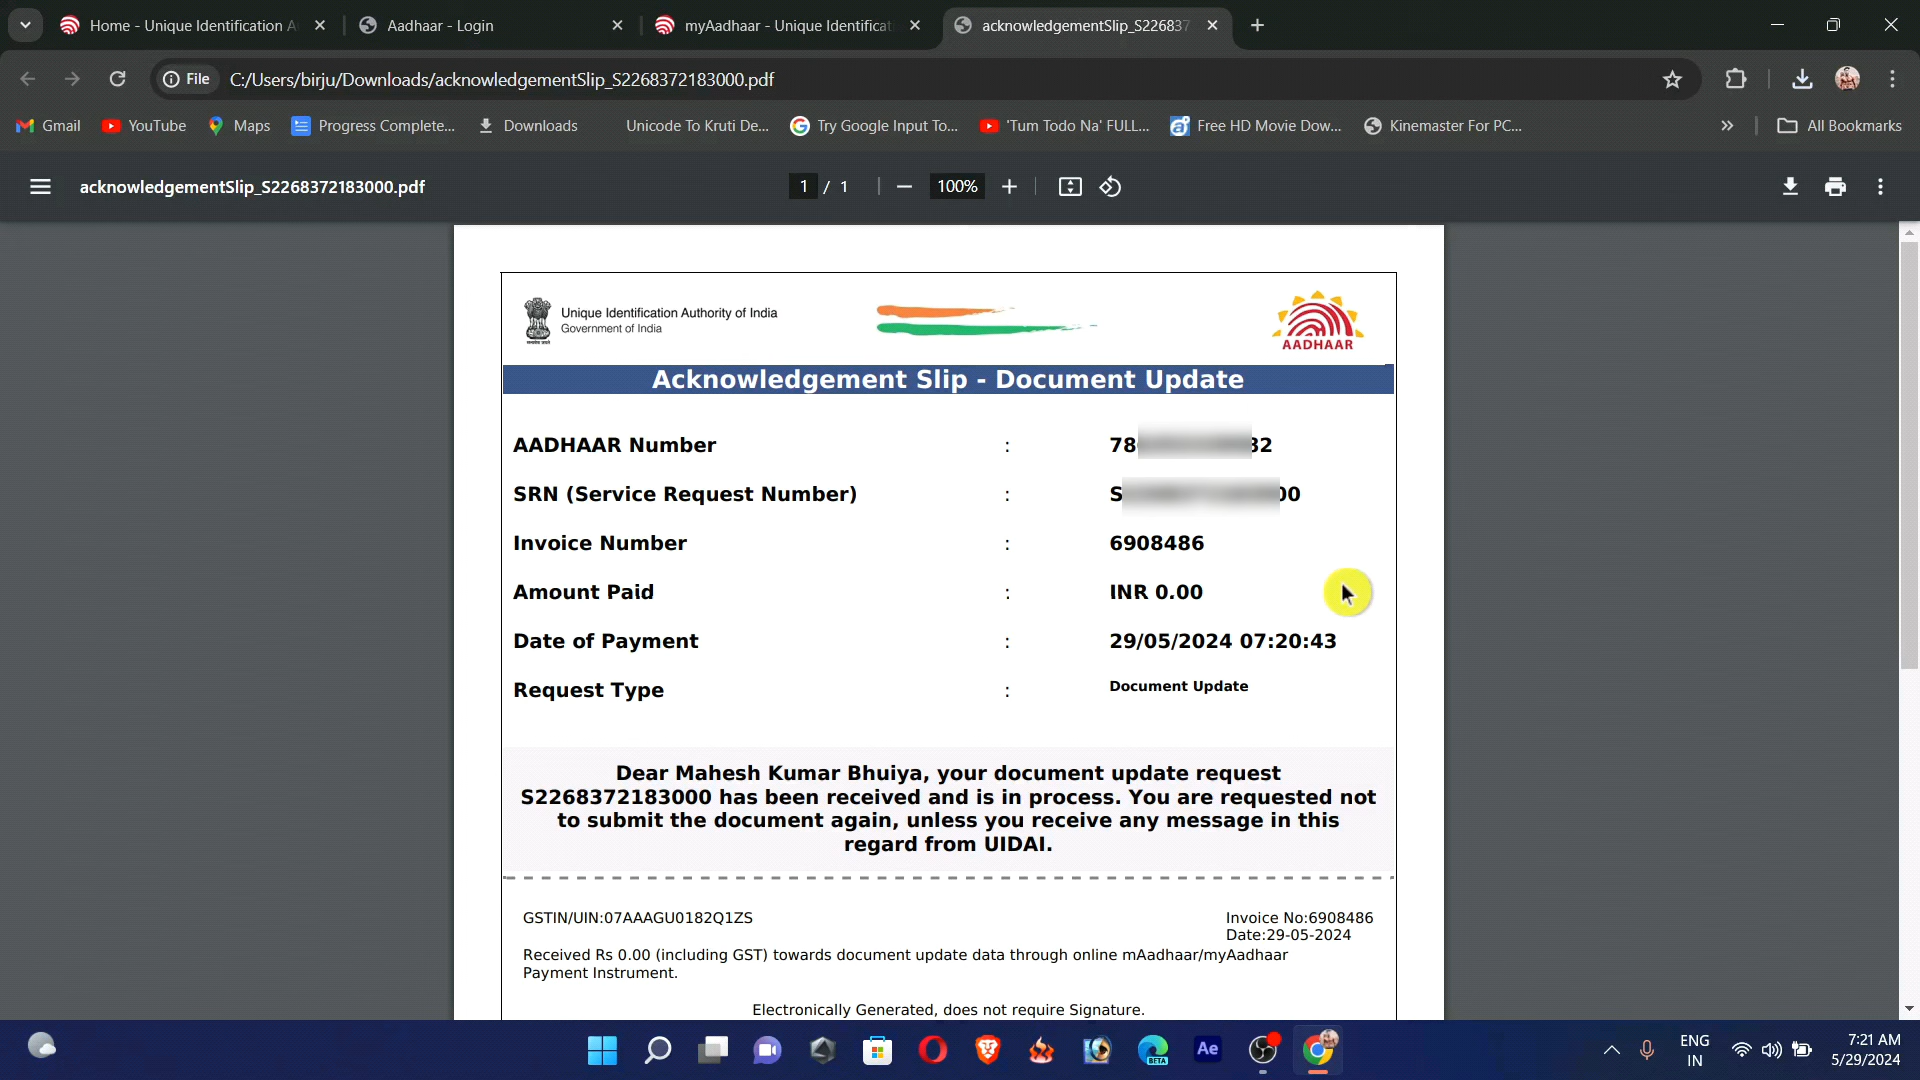 Home - Unique Identification A
Aadhaar - Login
myAadhaar - Unique Identificat
acknowledgementSlip_S226837
File
C:/Users/birju/Downloads/acknowledgementSlip_S2268372183000.pdf
Gmail
YouTube
Maps
Progress Complete...
Downloads
Unicode To Kruti De...
Try Google Input To...
'Tum Todo Na' FULL...
Free HD Movie Dow...
Kinemaster For PC...
»
All Bookmarks
acknowledgementSlip_S2268372183000.pdf
1 / 1
100%
Unique Identification Authority of India
Government of India
AADHAAR
Acknowledgement Slip - Document Update
AADHAAR Number : 78 32
SRN (Service Request Number) : S 00
Invoice Number : 6908486
Amount Paid : INR 0.00
Date of Payment : 29/05/2024 07:20:43
Request Type : Document Update
Dear Mahesh Kumar Bhuiya, your document update request
S2268372183000 has been received and is in process. You are requested not
to submit the document again, unless you receive any message in this
regard from UIDAI.
GSTIN/UIN:07AAAGU0182Q1ZS
Invoice No:6908486
Date:29-05-2024
Received Rs 0.00 (including GST) towards document update data through online mAadhaar/myAadhaar
Payment Instrument.
Electronically Generated, does not require Signature.
BETA
Ae
ENG
IN
7:21 AM
5/29/2024